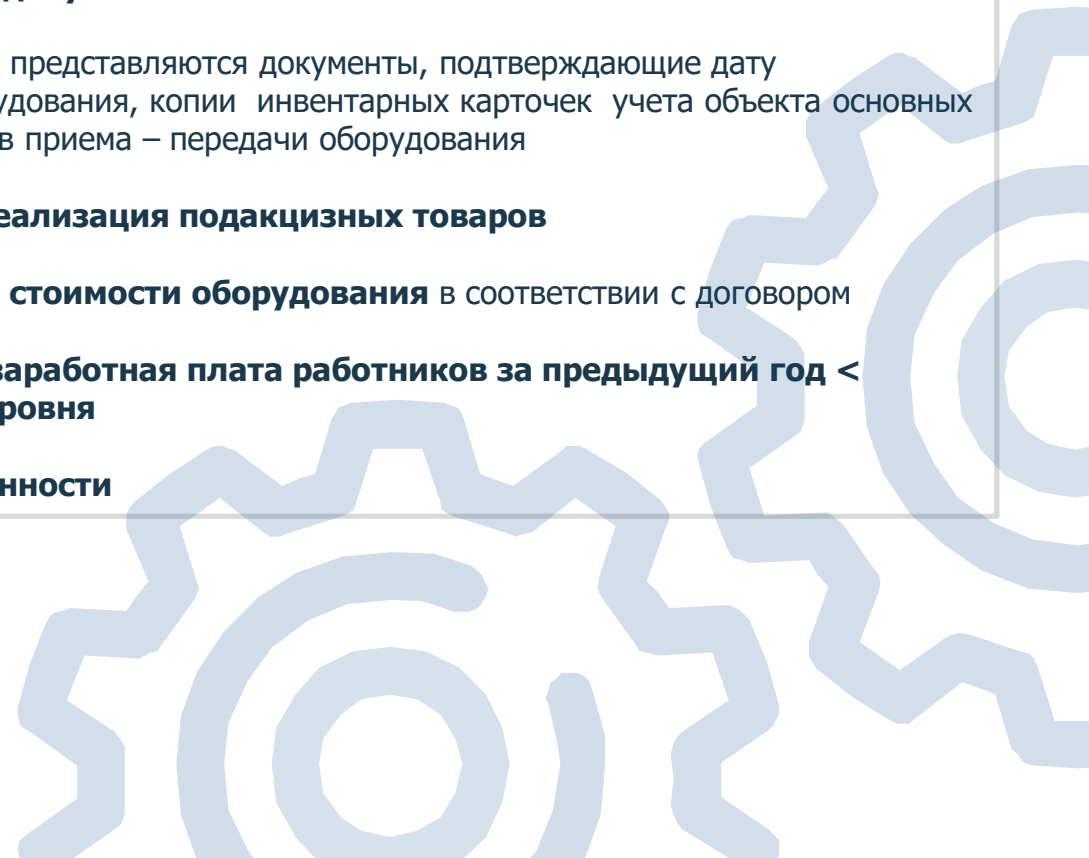 представляются документы, подтверждающие дату
удования, копии инвентарных карточек учета объекта основных
в приема – передачи оборудования
еализация подакцизных товаров
стоимости оборудования в соответствии с договором
заработная плата работников за предыдущий год <
ровня
нности